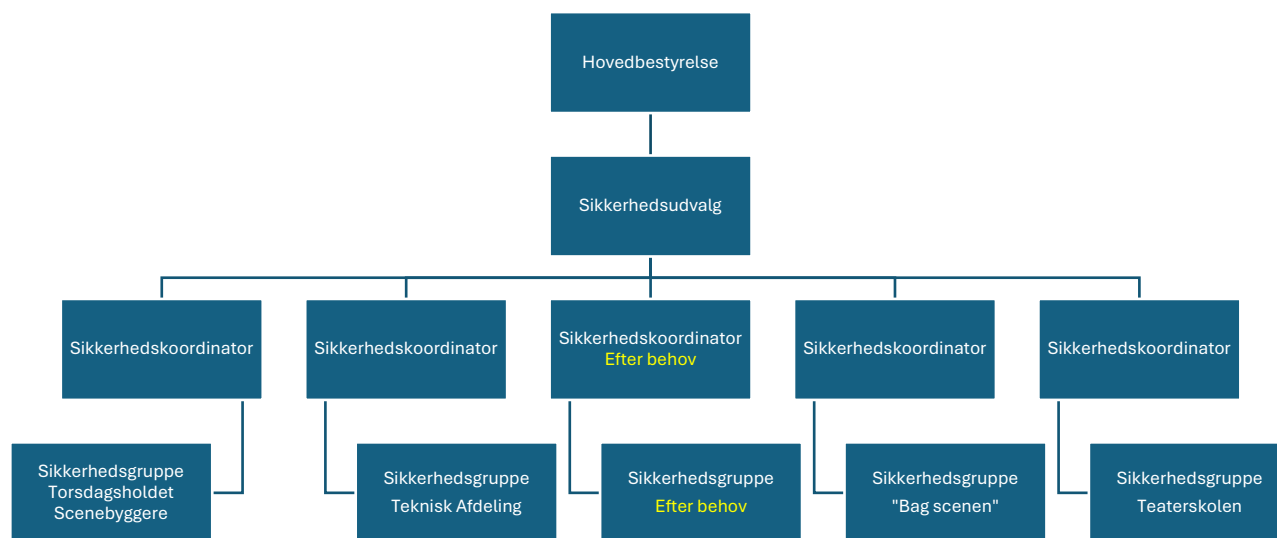 Hovedbestyrelse
Sikkerhedsudvalg
Sikkerhedskoordinator
Sikkerhedskoordinator
Sikkerhedskoordinator
Efter behov
Sikkerhedskoordinator
Sikkerhedskoordinator
Sikkerhedsgruppe
Torsdagsholdet
Scenebyggere
Sikkerhedsgruppe
Teknisk Afdeling
Sikkerhedsgruppe
Efter behov
Sikkerhedsgruppe
"Bag scenen"
Sikkerhedsgruppe
Teaterskolen